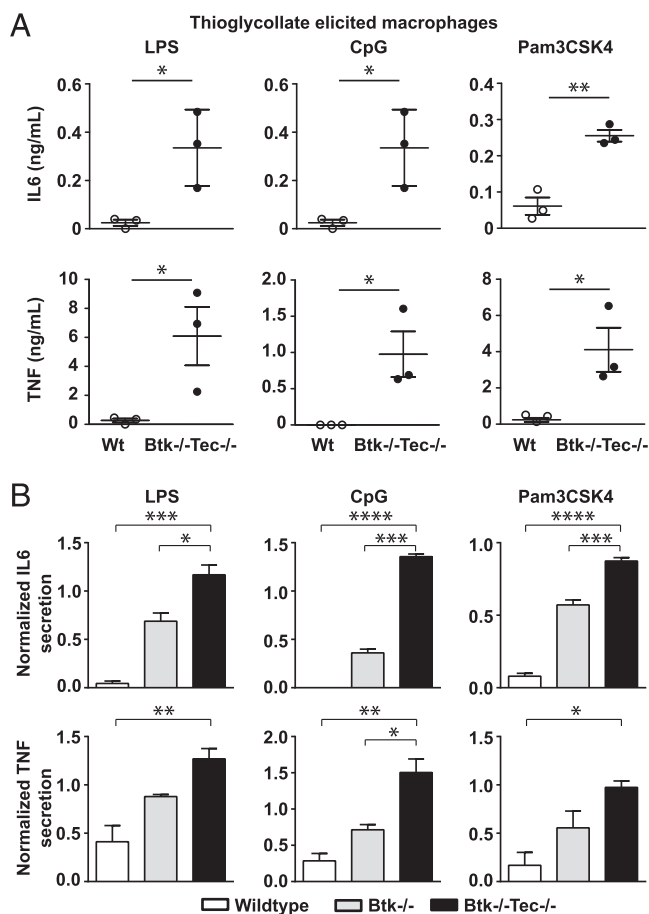 A
Thioglycollate elicited macrophages
LPS CpG Pam3CSK4
IL6 (ng/mL)
0.6 0.4 0.2 0
*
0.6 0.4 0.2 0
*
0.4 0.3 0.2 0.1 0
**
TNF (ng/mL)
10 8 6 4 2 0
*
2.0 1.5 1.0 0.5 0
*
8 6 4 2 0
*
Wt Btk-/-Tec-/- Wt Btk-/-Tec-/- Wt Btk-/-Tec-/-
B
LPS CpG Pam3CSK4
Normalized IL6
secretion
1.5 1.0 0.5 0.0
***
*
1.5 1.0 0.5 0.0
****
***
1.0 0.5 0.0
****
***
Normalized TNF
secretion
1.5 1.0 0.5 0.0
**
2.0 1.5 1.0 0.5 0.0
**
*
1.5 1.0 0.5 0.0
*
Wildtype Btk-/- Btk-/-Tec-/-